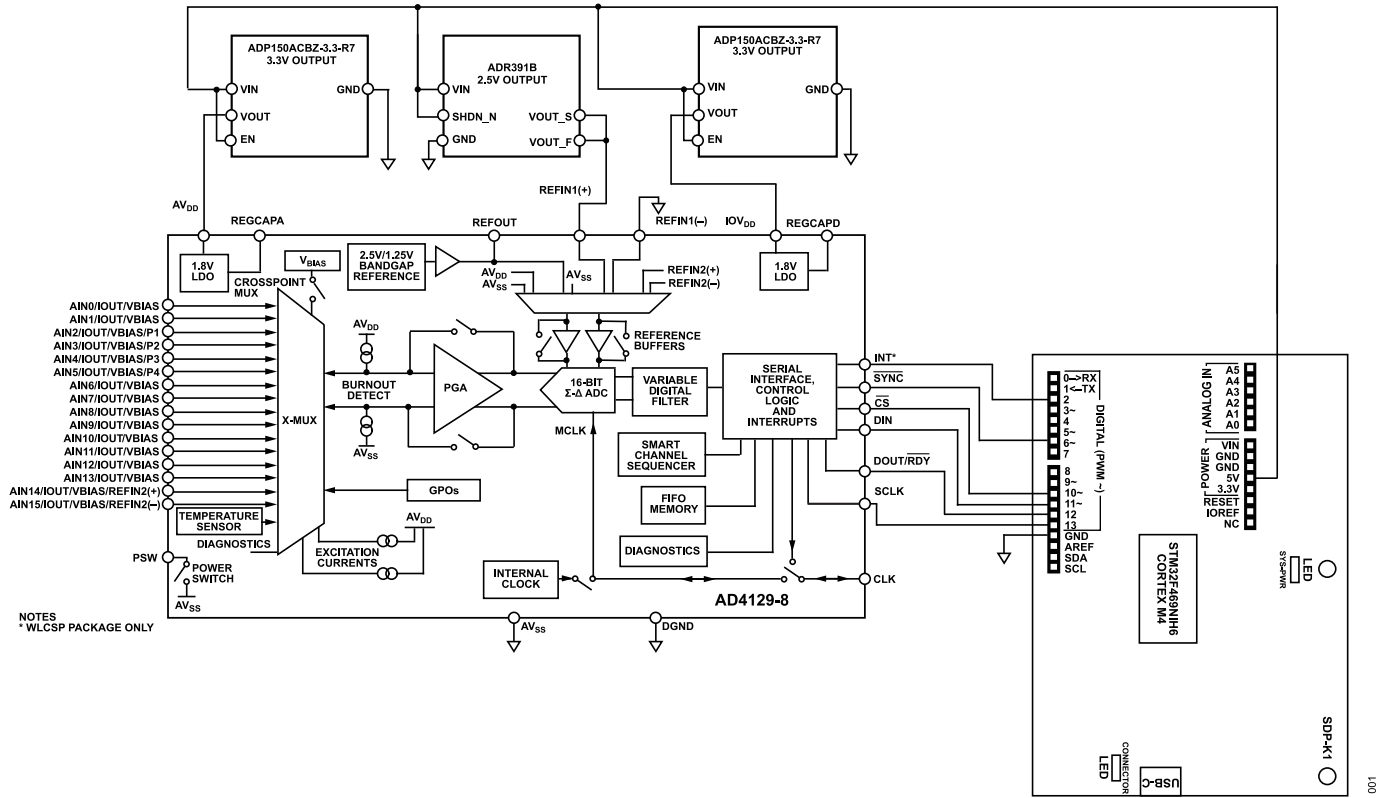 ADP150ACBZ-3.3-R7
3.3V OUTPUT
VIN
VOUT
EN
GND
ADR391B
2.5V OUTPUT
VIN
SHDN_N
GND
VOUT_S
VOUT_F
ADP150ACBZ-3.3-R7
3.3V OUTPUT
VIN
VOUT
EN
GND
AVDD
REGCAPA
REFOUT
REFIN1(+)
REFIN1(–)
IOVDD
REGCAPD
1.8V
LDO
VBIAS
CROSSPOINT
MUX
2.5V/1.25V
BANDGAP
REFERENCE
AVDD
AVSS
AVSS
REFIN2(+)
REFIN2(–)
1.8V
LDO
AIN0/IOUT/VBIAS
AIN1/IOUT/VBIAS
AIN2/IOUT/VBIAS/P1
AIN3/IOUT/VBIAS/P2
AIN4/IOUT/VBIAS/P3
AIN5/IOUT/VBIAS/P4
AIN6/IOUT/VBIAS
AIN7/IOUT/VBIAS
AIN8/IOUT/VBIAS
AIN9/IOUT/VBIAS
AIN10/IOUT/VBIAS
AIN11/IOUT/VBIAS
AIN12/IOUT/VBIAS
AIN13/IOUT/VBIAS
AIN14/IOUT/VBIAS/REFIN2(+)
AIN15/IOUT/VBIAS/REFIN2(–)
TEMPERATURE
SENSOR
DIAGNOSTICS
PSW
POWER
SWITCH
AVSS
X-MUX
AVDD
BURNOUT
DETECT
AVSS
PGA
REFERENCE
BUFFERS
16-BIT
Σ-Δ ADC
MCLK
VARIABLE
DIGITAL
FILTER
SERIAL
INTERFACE,
CONTROL
LOGIC
AND
INTERRUPTS
SMART
CHANNEL
SEQUENCER
FIFO
MEMORY
DIAGNOSTICS
GPOs
AVDD
EXCITATION
CURRENTS
INTERNAL
CLOCK
AD4129-8
AVSS
DGND
INT*
SYNC
CS
DIN
DOUT/RDY
SCLK
CLK
0–>RX
1<–TX
2
3~
4
5~
6~
7
8
9~
10~
11~
12
13
GND
AREF
SDA
SCL
DIGITAL (PWM ~)
ANALOG IN
A5
A4
A3
A2
A1
A0
POWER
VIN
GND
GND
5V
3.3V
RESET
IOREF
NC
STM32F469NIH6
CORTEX M4
LED
SYS-PWR
SDP-K1
CONNECTOR
LED
USB-C
NOTES
* WLCSP PACKAGE ONLY
001